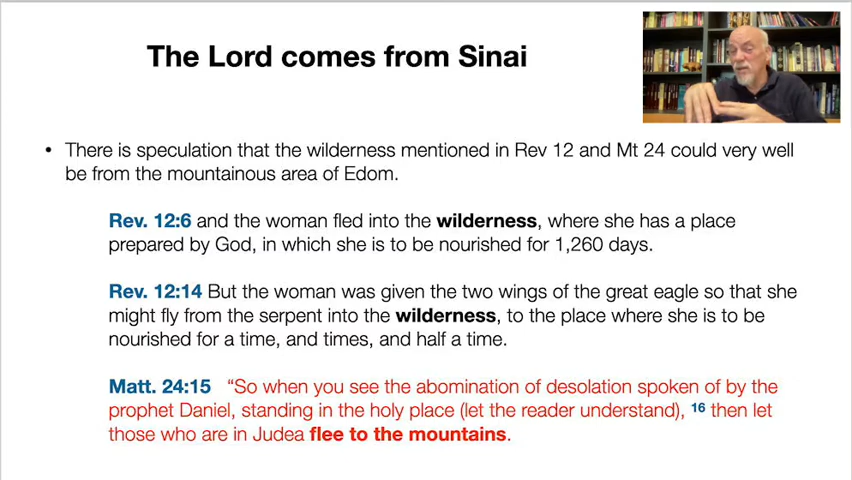 The Lord comes from Sinai
• There is speculation that the wilderness mentioned in Rev 12 and Mt 24 could very well
be from the mountainous area of Edom.
Rev. 12:6 and the woman fled into the wilderness, where she has a place
prepared by God, in which she is to be nourished for 1,260 days.
Rev. 12:14 But the woman was given the two wings of the great eagle so that she
might fly from the serpent into the wilderness, to the place where she is to be
nourished for a time, and times, and half a time.
Matt. 24:15 “So when you see the abomination of desolation spoken of by the
prophet Daniel, standing in the holy place (let the reader understand), 16 then let
those who are in Judea flee to the mountains.